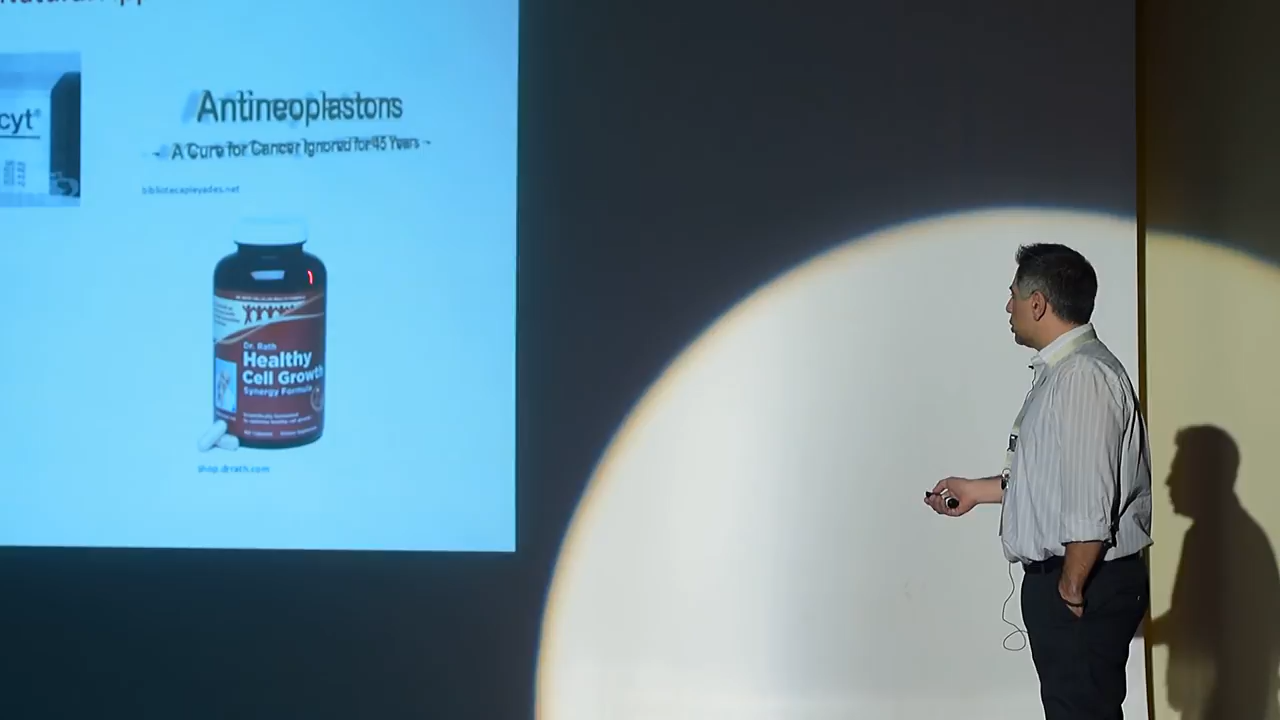 cyt®
Antineoplastons
- A Cure for Cancer Ignored for 45 Years -
bibliotecapleyades.net
Dr. Rath
Healthy
Cell Growth
Synergy Formula
shop.drrath.com